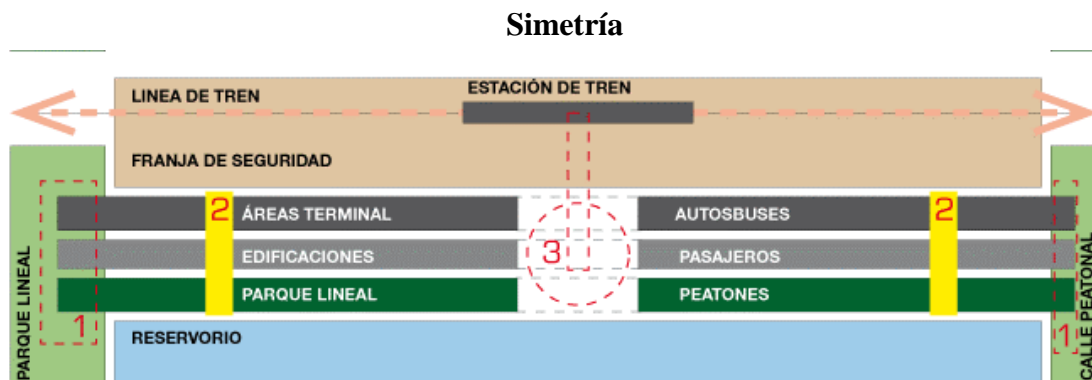 Simetría
LINEA DE TREN
ESTACIÓN DE TREN
FRANJA DE SEGURIDAD
2 ÁREAS TERMINAL AUTOSBUSES 2
EDIFICACIONES 3 PASAJEROS
PARQUE LINEAL PEATONES
1 1
RESERVORIO
PARQUE LINEAL
CALLE PEATONAL